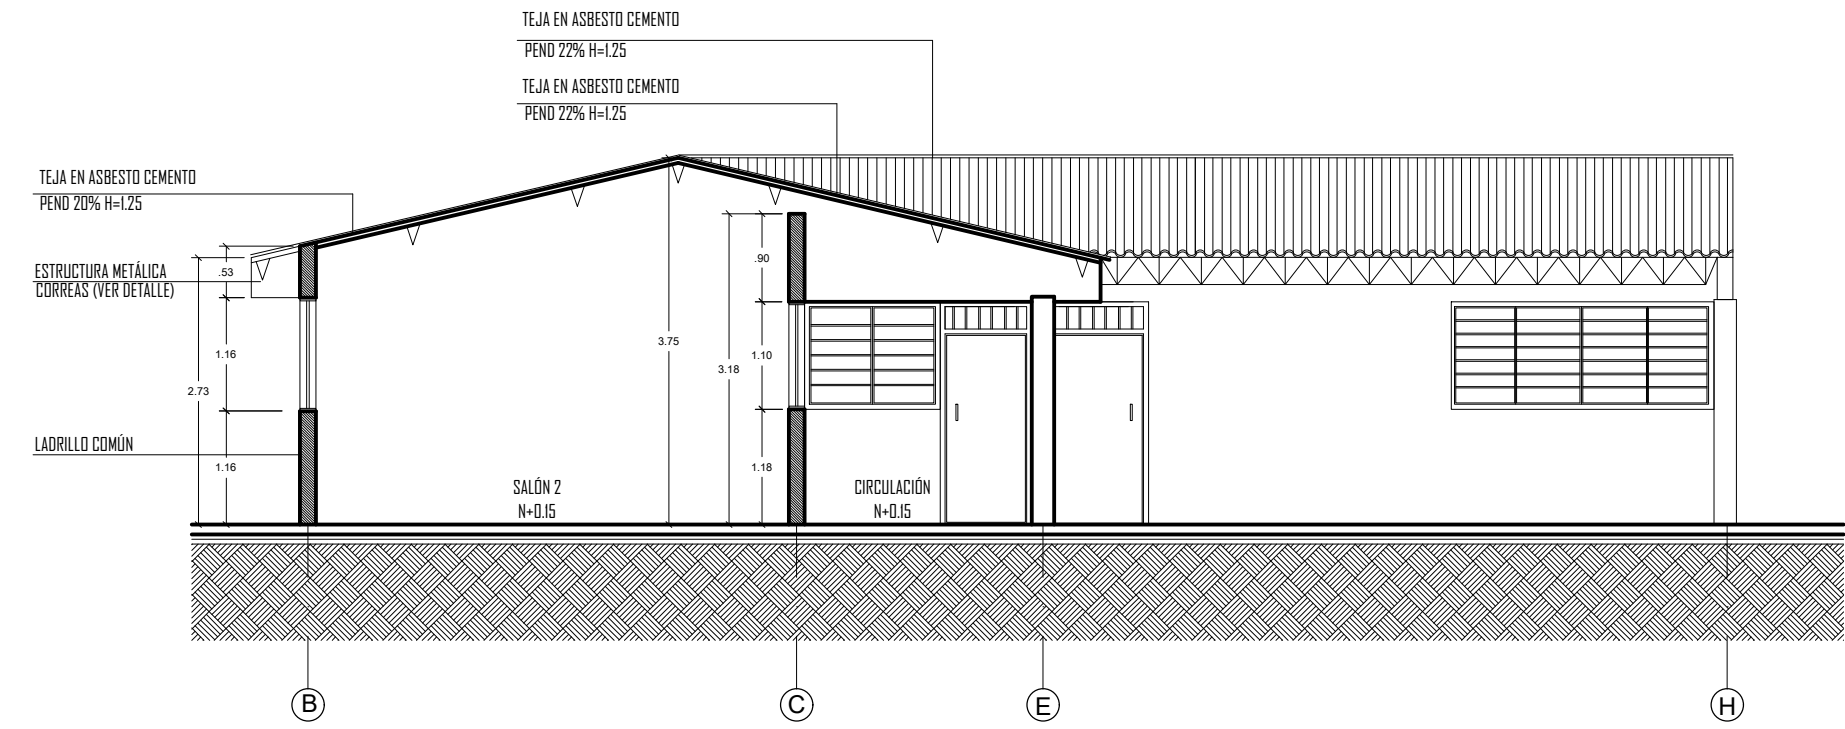 TEJA EN ASBESTO CEMENTO
PEND 22% H=1.25
TEJA EN ASBESTO CEMENTO
PEND 22% H=1.25
TEJA EN ASBESTO CEMENTO
PEND 20% H=1.25
ESTRUCTURA METÁLICA
CORREAS (VER DETALLE)
.53
.90
1.16
3.75
3.18
1.10
2.73
LADRILLO COMÚN
1.16
1.18
SALÓN 2
N+0.15
CIRCULACIÓN
N+0.15
B
C
E
H